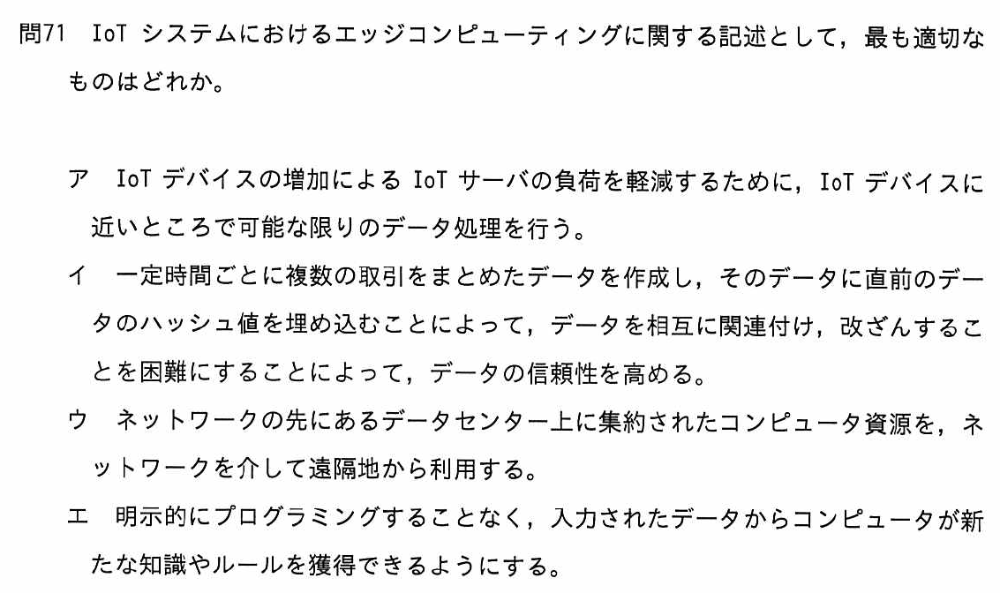 問71 IoT システムにおけるエッジコンピューティングに関する記述として，最も適切な
ものはどれか。
ア IoT デバイスの増加による IoT サーバの負荷を軽減するために，IoT デバイスに
近いところで可能な限りのデータ処理を行う。
イ 一定時間ごとに複数の取引をまとめたデータを作成し，そのデータに直前のデー
タのハッシュ値を埋め込むことによって，データを相互に関連付け，改ざんするこ
とを困難にすることによって，データの信頼性を高める。
ウ ネットワークの先にあるデータセンター上に集約されたコンピュータ資源を，ネ
ットワークを介して遠隔地から利用する。
エ 明示的にプログラミングすることなく，入力されたデータからコンピュータが新
たな知識やルールを獲得できるようにする。